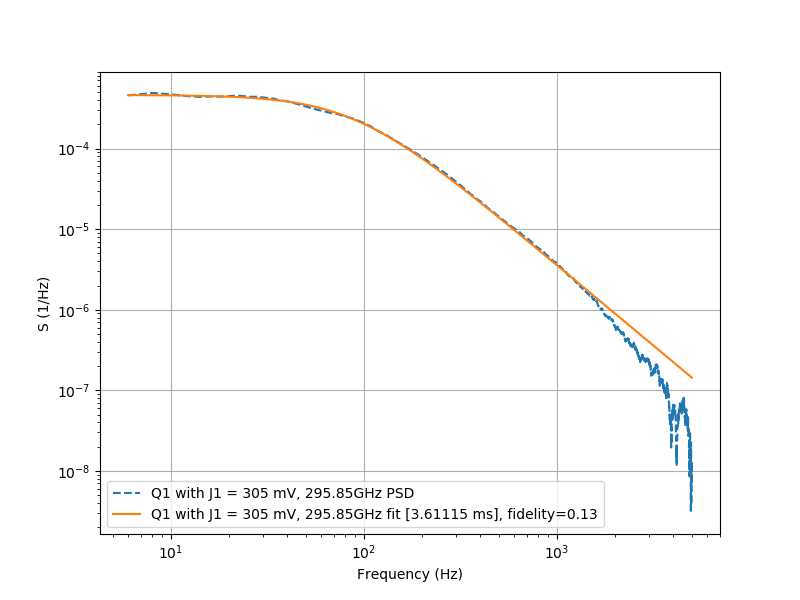 S (1/Hz)
10⁻⁴
10⁻⁵
10⁻⁶
10⁻⁷
10⁻⁸
Q1 with J1 = 305 mV, 295.85GHz PSD
Q1 with J1 = 305 mV, 295.85GHz fit [3.61115 ms], fidelity=0.13
10¹ 10² 10³
Frequency (Hz)